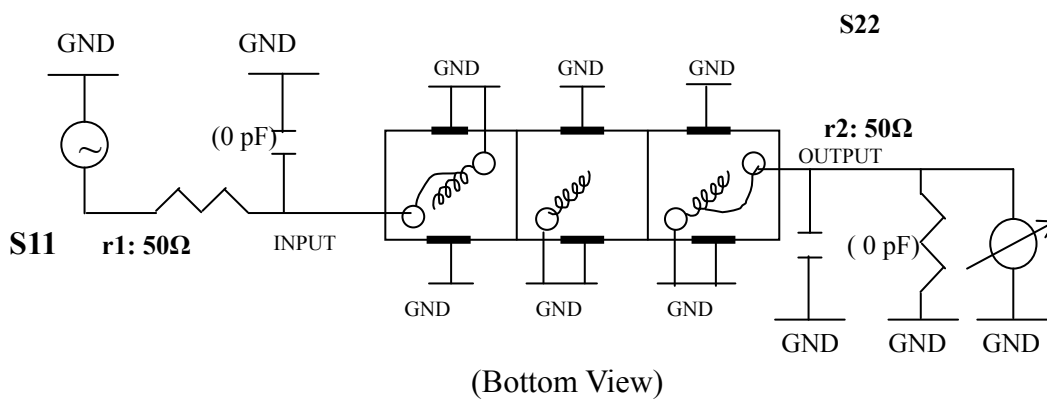 S22
GND
GND
GND
GND
GND
(0 pF)
r2: 50Ω
OUTPUT
S11
r1: 50Ω
INPUT
( 0 pF)
GND
GND
GND
GND
GND
GND
(Bottom View)